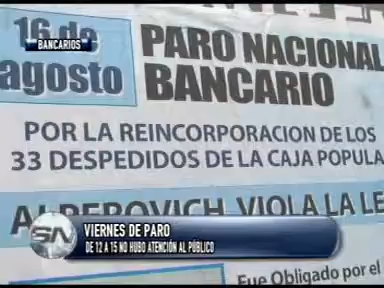 16 de
agosto
BANCARIOS
PARO NACIONAL
BANCARIO
POR LA REINCORPORACION DE LOS
33 DESPEDIDOS DE LA CAJA POPULA
ALPEROVICH VIOLA LA LE
SN
VIERNES DE PARO
DE 12 A 15 NO HUBO ATENCIÓN AL PÚBLICO
Fue Obligado por el